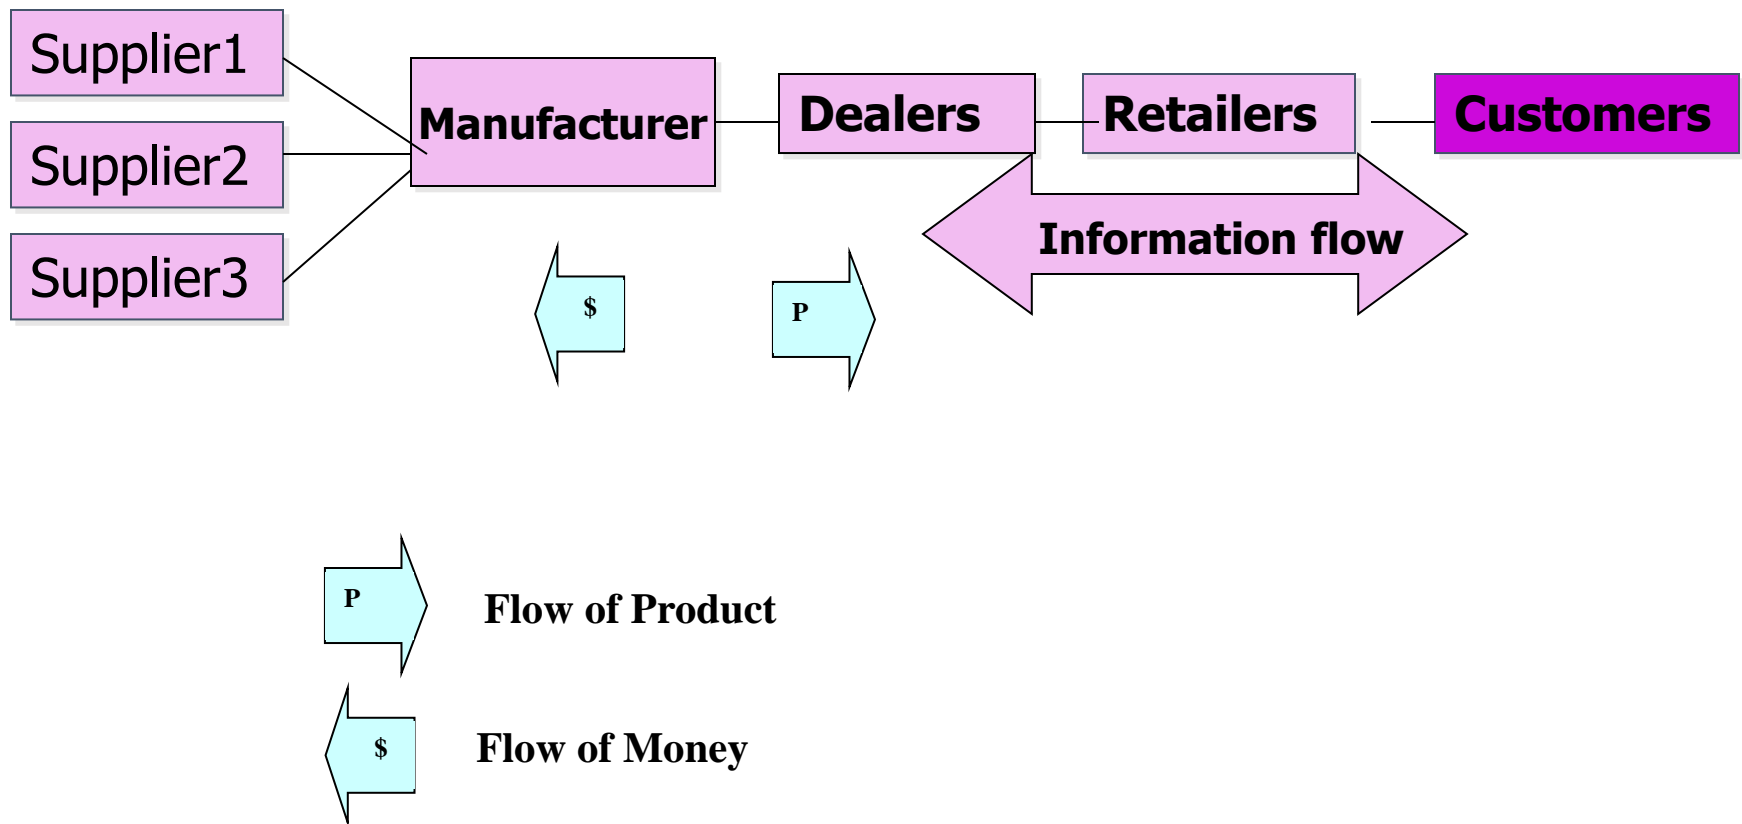 Supplier1
Supplier2
Supplier3
Manufacturer
Dealers
Retailers
Customers
Information flow
$
P
P
Flow of Product
$
Flow of Money